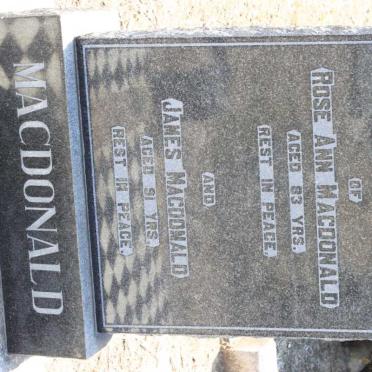 OF
ROSE ANN MACDONALD
AGED 83 YRS.
REST IN PEACE.
AND
JAMES MACDONALD
AGED 91 YRS.
REST IN PEACE.
MACDONALD